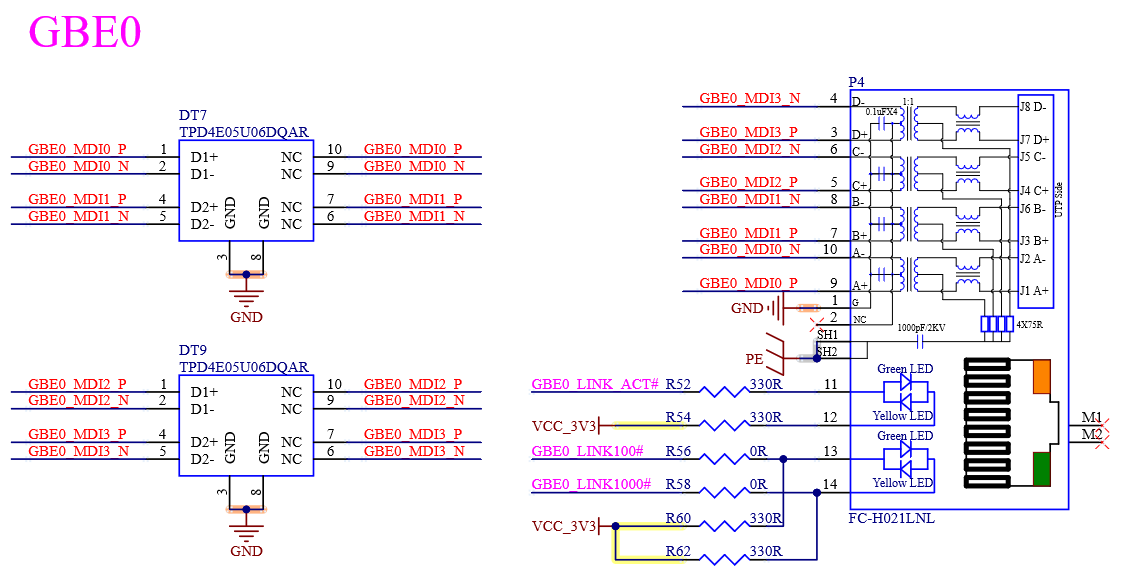 GBE0
DT7
TPD4E05U06DQAR
GBE0_MDI0_P 1 D1+ NC 10 GBE0_MDI0_P
GBE0_MDI0_N 2 D1- NC 9 GBE0_MDI0_N
GBE0_MDI1_P 4 D2+ GND GND NC 7 GBE0_MDI1_P
GBE0_MDI1_N 5 D2- NC 6 GBE0_MDI1_N
3 8
GND
DT9
TPD4E05U06DQAR
GBE0_MDI2_P 1 D1+ NC 10 GBE0_MDI2_P
GBE0_MDI2_N 2 D1- NC 9 GBE0_MDI2_N
GBE0_MDI3_P 4 D2+ GND GND NC 7 GBE0_MDI3_P
GBE0_MDI3_N 5 D2- NC 6 GBE0_MDI3_N
3 8
GND
P4
GBE0_MDI3_N 4 D- 1:1 J8 D-
0.1uFX4
GBE0_MDI3_P 3 D+ J7 D+
GBE0_MDI2_N 6 C- J5 C-
GBE0_MDI2_P 5 C+ J4 C+
UTP Side
GBE0_MDI1_N 8 B- J6 B-
GBE0_MDI1_P 7 B+ J3 B+
GBE0_MDI0_N 10 A- J2 A-
GBE0_MDI0_P 9 A+ J1 A+
GND 1 G
2 NC 4X75R
1000pF/2KV
SH1
PE SH2
Green LED
GBE0_LINK_ACT# R52 330R 11
Yellow LED
VCC_3V3 R54 330R 12 M1
Green LED M2
GBE0_LINK100# R56 0R 13
Yellow LED
GBE0_LINK1000# R58 0R 14
VCC_3V3 R60 330R FC-H021LNL
R62 330R